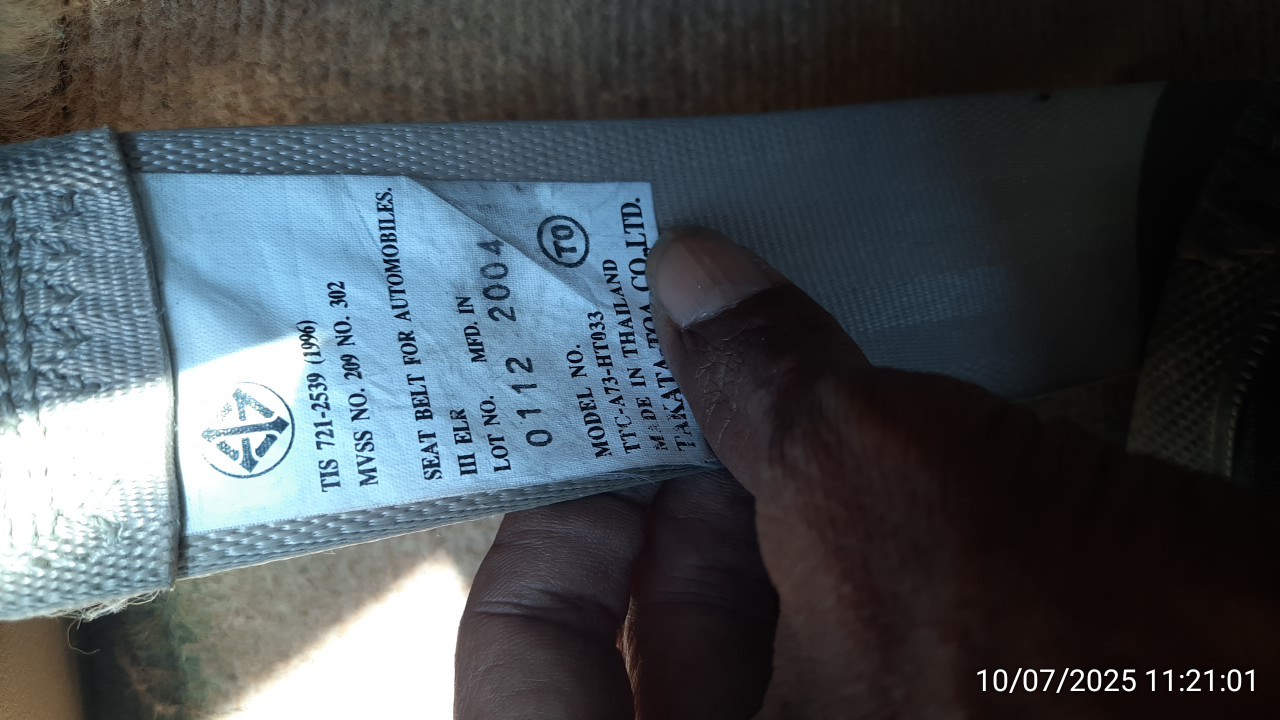 TIS 721-2539 (1996)
MVSS NO. 209 NO. 302
SEAT BELT FOR AUTOMOBILES.
III ELR
LOT NO. MFD. IN
0112 2004
TO
MODEL NO.
TTC-A73-HT033
MADE IN THAILAND
TAKATA-TOA CO.,LTD.
10/07/2025 11:21:01